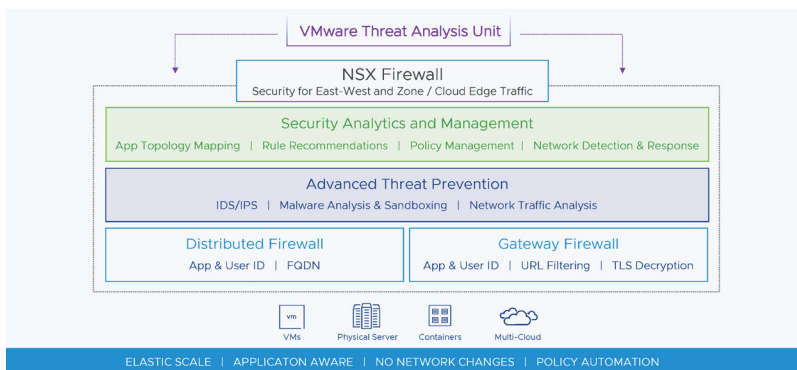 VMware Threat Analysis Unit
NSX Firewall
Security for East-West and Zone / Cloud Edge Traffic
Security Analytics and Management
App Topology Mapping | Rule Recommendations | Policy Management | Network Detection & Response
Advanced Threat Prevention
IDS/IPS | Malware Analysis & Sandboxing | Network Traffic Analysis
Distributed Firewall
App & User ID | FQDN
Gateway Firewall
App & User ID | URL Filtering | TLS Decryption
vm
VMs
Physical Server
Containers
Multi-Cloud
ELASTIC SCALE | APPLICATON AWARE | NO NETWORK CHANGES | POLICY AUTOMATION